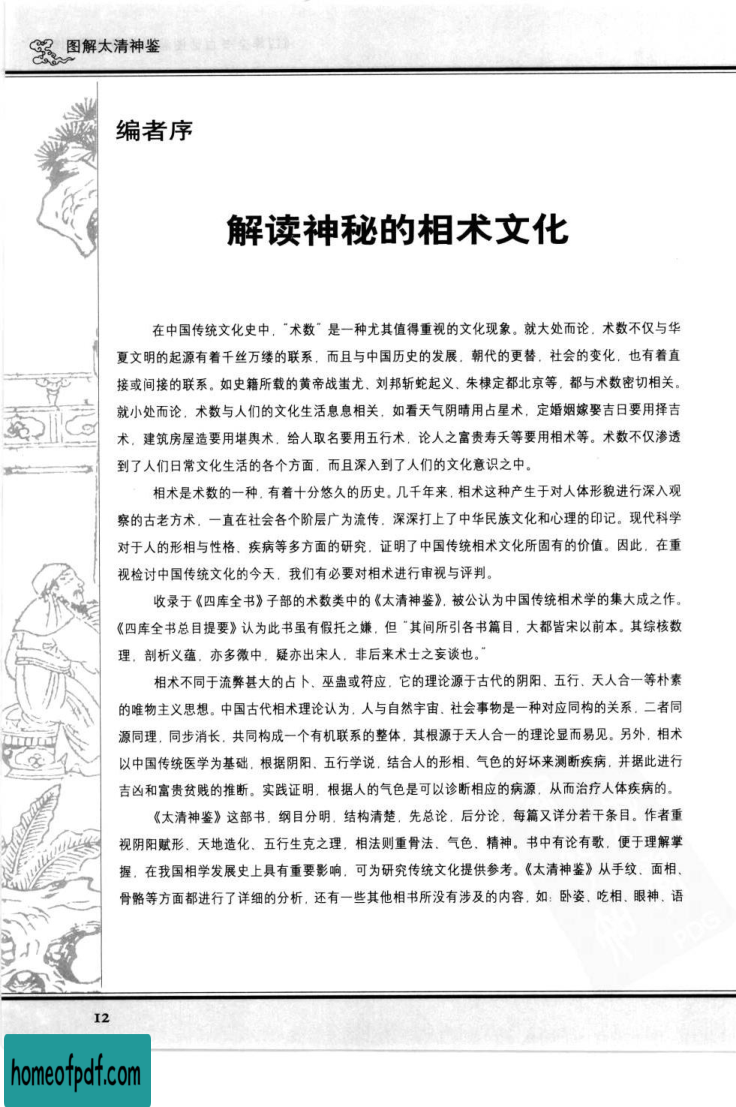 图解太清神鉴
编者序
解读神秘的相术文化
在中国传统文化史中，“术数”是一种尤其值得重视的文化现象。就大处而论，术数不仅与华
夏文明的起源有着千丝万缕的联系，而且与中国历史的发展，朝代的更替，社会的变化，也有着直
接或间接的联系。如史籍所载的黄帝战蚩尤、刘邦斩蛇起义、朱棣定都北京等，都与术数密切相关。
就小处而论，术数与人们的文化生活息息相关，如看天气阴晴用占星术，定婚姻嫁娶吉日要用择吉
术，建筑房屋造要用堪舆术，给人取名要用五行术，论人之富贵寿夭等要用相术等。术数不仅渗透
到了人们日常文化生活的各个方面，而且深入到了人们的文化意识之中。
相术是术数的一种，有着十分悠久的历史。几千年来，相术这种产生于对人体形貌进行深入观
察的古老方术，一直在社会各个阶层广为流传，深深打上了中华民族文化和心理的印记。现代科学
对于人的形相与性格、疾病等多方面的研究，证明了中国传统相术文化所固有的价值。因此，在重
视检讨中国传统文化的今天，我们有必要对相术进行审视与评判。
收录于《四库全书》子部的术数类中的《太清神鉴》，被公认为中国传统相术学的集大成之作。
《四库全书总目提要》认为此书虽有假托之嫌，但“其间所引各书篇目，大都皆宋以前本。其综核数
理，剖析义蕴，亦多微中，疑亦出宋人，非后来术士之妄谈也。”
相术不同于流弊甚大的占卜、巫蛊或符应，它的理论源于古代的阴阳、五行、天人合一等朴素
的唯物主义思想。中国古代相术理论认为，人与自然宇宙、社会事物是一种对应同构的关系，二者同
源同理，同步消长，共同构成一个有机联系的整体，其根源于天人合一的理论显而易见。另外，相术
以中国传统医学为基础，根据阴阳、五行学说，结合人的形相、气色的好坏来测断疾病，并据此进行
吉凶和富贵贫贱的推断。实践证明，根据人的气色是可以诊断相应的病源，从而治疗人体疾病的。
《太清神鉴》这部书，纲目分明，结构清楚，先总论，后分论，每篇又详分若干条目。作者重
视阴阳赋形、天地造化、五行生克之理，相法则重骨法、气色、精神。书中有论有歌，便于理解掌
握，在我国相学发展史上具有重要影响，可为研究传统文化提供参考。《太清神鉴》从手纹、面相、
骨骼等方面都进行了详细的分析，还有一些其他相书所没有涉及的内容，如：卧姿、吃相、眼神、语
12
homeofpdf.com